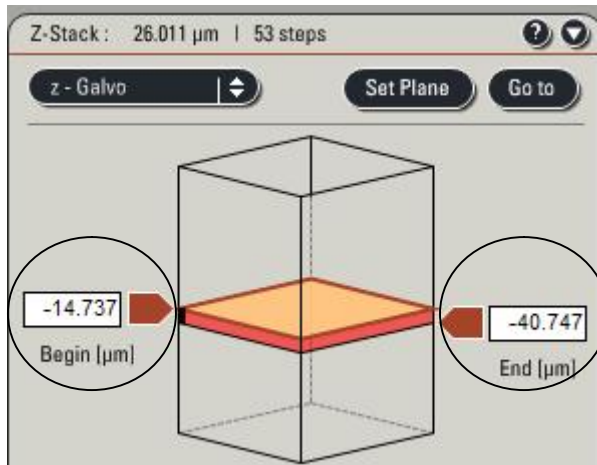 Z-Stack: 26.011 µm | 53 steps
?
z - Galvo
Set Plane
Go to
-14.737
Begin [µm]
-40.747
End [µm]